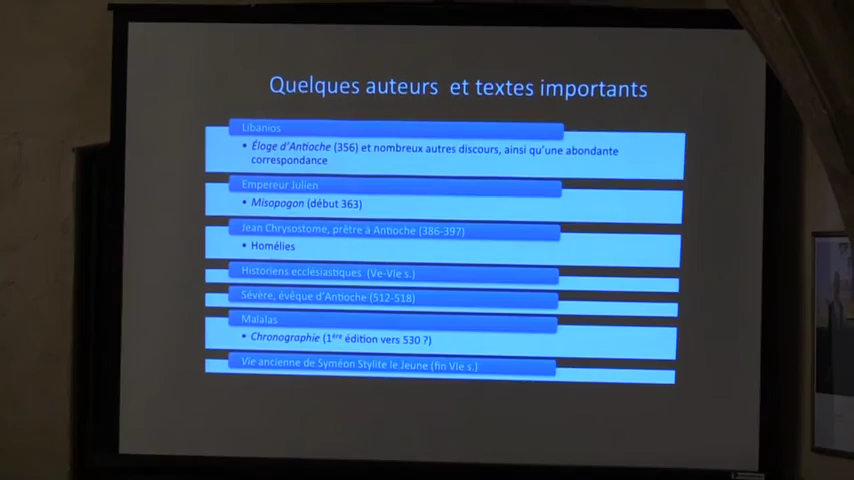 Quelques auteurs et textes importants
Libanios
• Éloge d'Antioche (356) et nombreux autres discours, ainsi qu'une abondante
correspondance
Empereur Julien
• Misopogon (début 363)
Jean Chrysostome, prêtre à Antioche (386-397)
• Homélies
Historiens ecclésiastiques (Ve-VIe s.)
Sévère, évêque d'Antioche (512-518)
Malalas
• Chronographie (1ère édition vers 530 ?)
Vie ancienne de Syméon Stylite le Jeune (fin VIe s.)